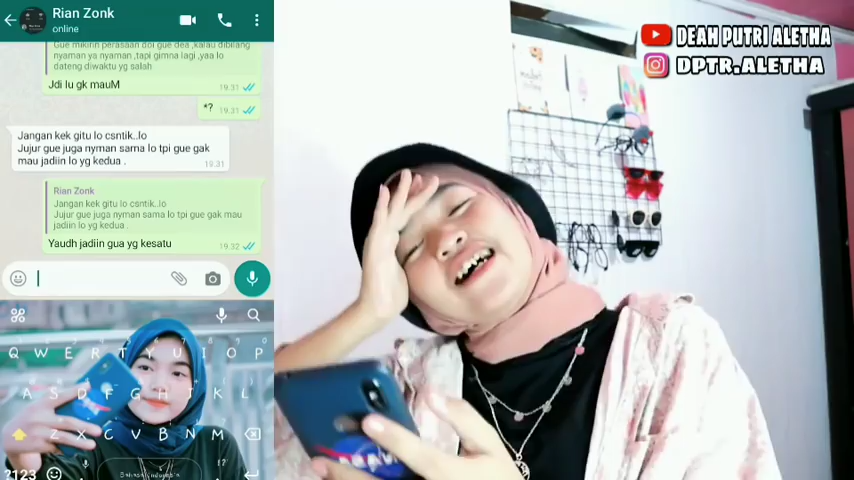 Rian Zonk
online
Gue mikirin perasaan doi gue dea ,kalau dibilang
nyaman ya nyaman ,tapi gimna lagi ,yaa lo
dateng diwaktu yg salah
Jdi lu gk mauM
19.31
*?
19.31
Jangan kek gitu lo csntik..lo
Jujur gue juga nyman sama lo tpi gue gak
mau jadiin lo yg kedua .
19.31
Rian Zonk
Jangan kek gitu lo csntik..lo
Jujur gue juga nyman sama lo tpi gue gak mau
jadiin lo yg kedua .
Yaudh jadiin gua yg kesatu
19.32
Q W E R T Y U I O P
A S D F G H J K L
Z X C V B N M
?123
Bahasa Indonesia
DEAH PUTRI ALETHA
DPTR.ALETHA